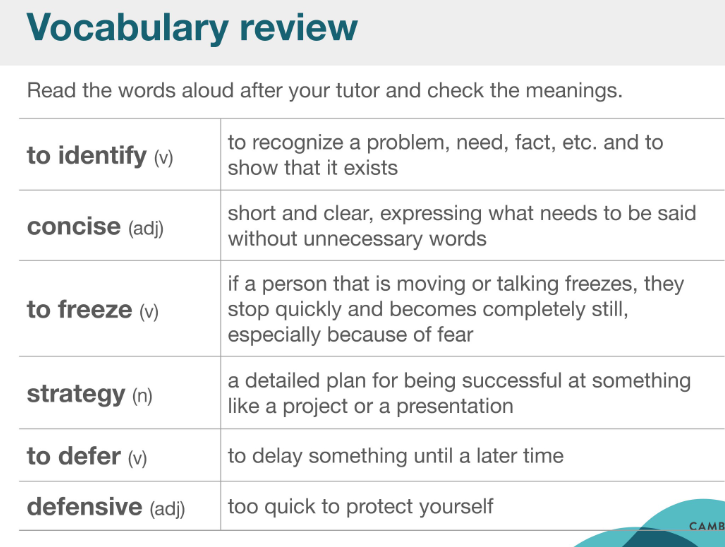 Vocabulary review
Read the words aloud after your tutor and check the meanings.
to identify (v)
to recognize a problem, need, fact, etc. and to
show that it exists
concise (adj)
short and clear, expressing what needs to be said
without unnecessary words
to freeze (v)
if a person that is moving or talking freezes, they
stop quickly and becomes completely still,
especially because of fear
strategy (n)
a detailed plan for being successful at something
like a project or a presentation
to defer (v)
to delay something until a later time
defensive (adj)
too quick to protect yourself
CAMB